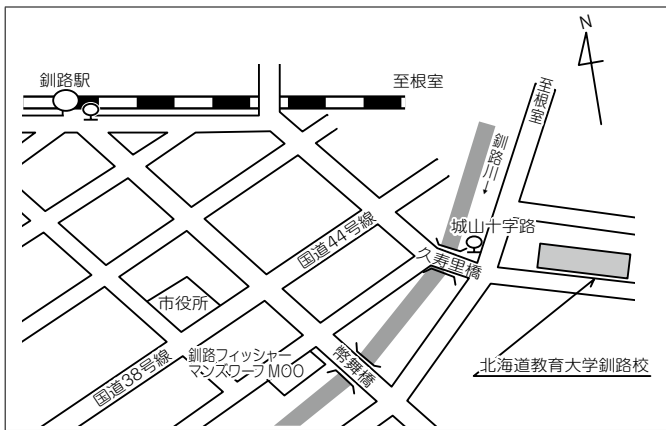 N
釧路駅
至根室
至根室
釧路川→
城山十字路
国道44号線
久寿里橋
市役所
国道38号線
釧路フィッシャー
マンズワーフMOO
幣舞橋
北海道教育大学釧路校